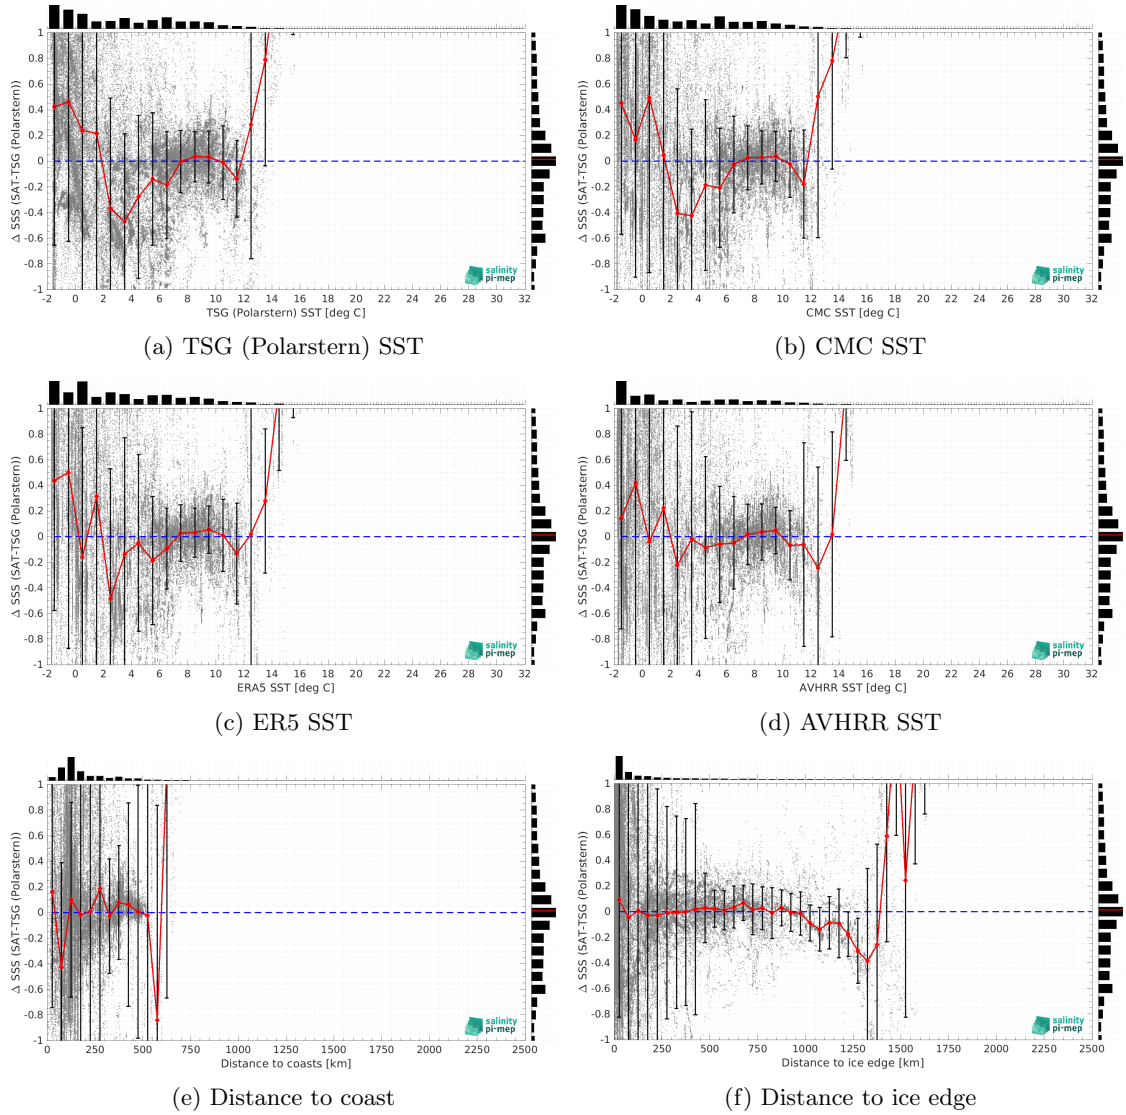 1
0.8
0.6
0.4
0.2
0
-0.2
-0.4
-0.6
-0.8
-1
Δ SSS (SAT-TSG (Polarstern))
salinity
pi-mep
-2 0 2 4 6 8 10 12 14 16 18 20 22 24 26 28 30 32
TSG (Polarstern) SST [deg C]
(a) TSG (Polarstern) SST
1
0.8
0.6
0.4
0.2
0
-0.2
-0.4
-0.6
-0.8
-1
Δ SSS (SAT-TSG (Polarstern))
salinity
pi-mep
-2 0 2 4 6 8 10 12 14 16 18 20 22 24 26 28 30 32
CMC SST [deg C]
(b) CMC SST
1
0.8
0.6
0.4
0.2
0
-0.2
-0.4
-0.6
-0.8
-1
Δ SSS (SAT-TSG (Polarstern))
salinity
pi-mep
-2 0 2 4 6 8 10 12 14 16 18 20 22 24 26 28 30 32
ERA5 SST [deg C]
(c) ER5 SST
1
0.8
0.6
0.4
0.2
0
-0.2
-0.4
-0.6
-0.8
-1
Δ SSS (SAT-TSG (Polarstern))
salinity
pi-mep
-2 0 2 4 6 8 10 12 14 16 18 20 22 24 26 28 30 32
AVHRR SST [deg C]
(d) AVHRR SST
1
0.8
0.6
0.4
0.2
0
-0.2
-0.4
-0.6
-0.8
-1
Δ SSS (SAT-TSG (Polarstern))
salinity
pi-mep
0 250 500 750 1000 1250 1500 1750 2000 2250 2500
Distance to coasts [km]
(e) Distance to coast
1
0.8
0.6
0.4
0.2
0
-0.2
-0.4
-0.6
-0.8
-1
Δ SSS (SAT-TSG (Polarstern))
salinity
pi-mep
0 250 500 750 1000 1250 1500 1750 2000 2250 2500
Distance to ice edge [km]
(f) Distance to ice edge